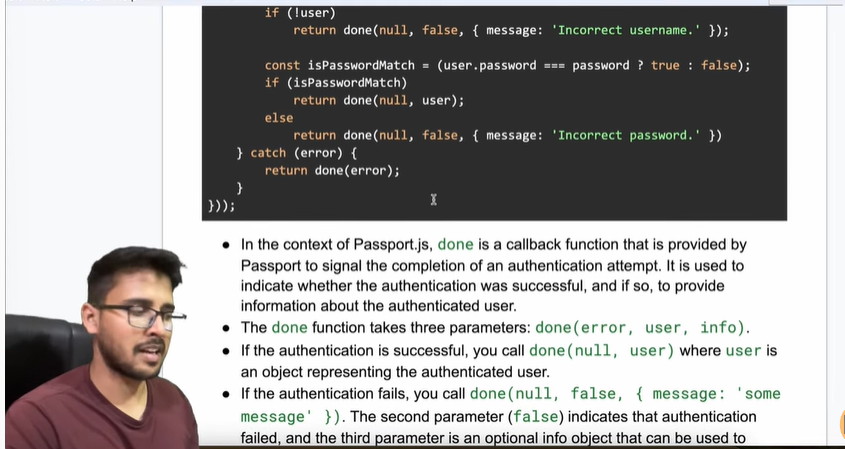 if (!user)
return done(null, false, { message: 'Incorrect username.' });
const isPasswordMatch = (user.password === password ? true : false);
if (isPasswordMatch)
return done(null, user);
else
return done(null, false, { message: 'Incorrect password.' })
} catch (error) {
return done(error);
}
}));
● In the context of Passport.js, done is a callback function that is provided by
Passport to signal the completion of an authentication attempt. It is used to
indicate whether the authentication was successful, and if so, to provide
information about the authenticated user.
● The done function takes three parameters: done(error, user, info).
● If the authentication is successful, you call done(null, user) where user is
an object representing the authenticated user.
● If the authentication fails, you call done(null, false, { message: 'some
message' }). The second parameter (false) indicates that authentication
failed, and the third parameter is an optional info object that can be used to